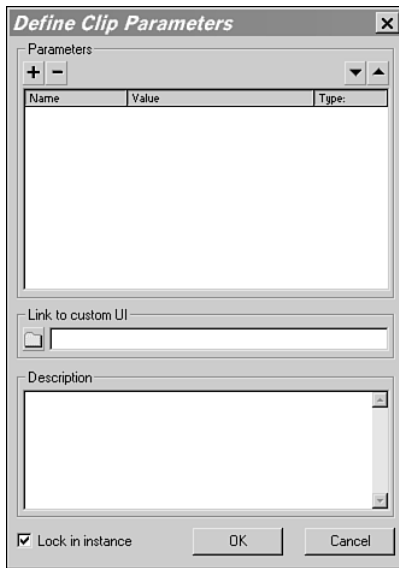 Define Clip Parameters
Parameters
Name Value Type:
Link to custom UI
Description
Lock in instance OK Cancel